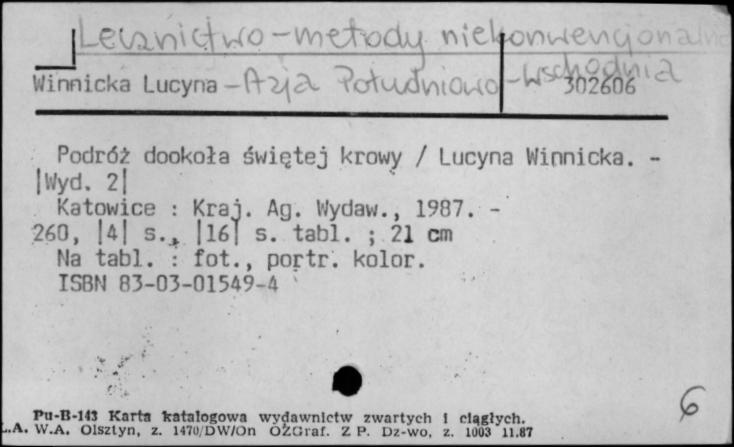 Lecznictwo - metody niekonwencjonalne
Winnicka Lucyna - Azja Południowo - wschodnia
302606
Podróż dookoła świętej krowy / Lucyna Winnicka. -
|Wyd. 2|
Katowice : Kraj. Ag. Wydaw., 1987. -
260, |4| s., |16| s. tabl. ; 21 cm
Na tabl. : fot., portr. kolor.
ISBN 83-03-01549-4
6
Pu-B-143 Karta katalogowa wydawnictw zwartych i ciągłych.
L.A. W.A. Olsztyn, z. 1470/DW/On OZGraf. Z P. Dz-wo, z. 1003 11.87